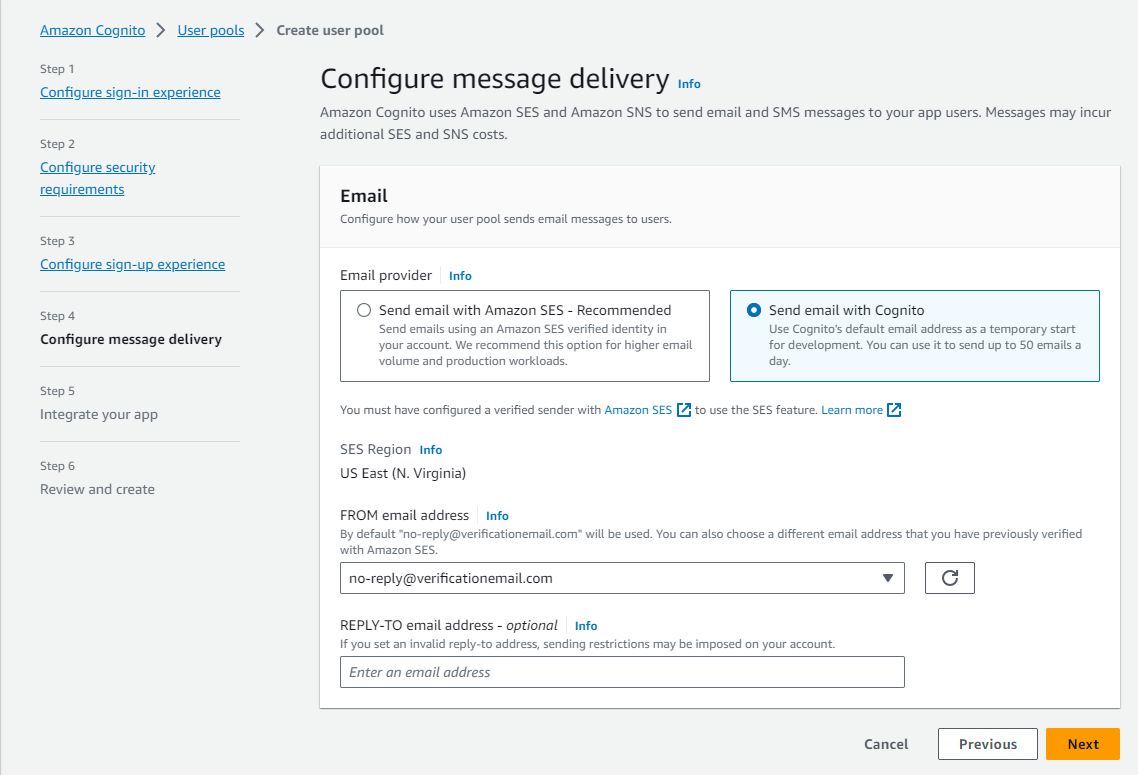 Amazon Cognito > User pools > Create user pool
Step 1
Configure sign-in experience
Step 2
Configure security
requirements
Step 3
Configure sign-up experience
Step 4
Configure message delivery
Step 5
Integrate your app
Step 6
Review and create
Configure message delivery Info
Amazon Cognito uses Amazon SES and Amazon SNS to send email and SMS messages to your app users. Messages may incur
additional SES and SNS costs.
Email
Configure how your user pool sends email messages to users.
Email provider Info
Send email with Amazon SES - Recommended
Send emails using an Amazon SES verified identity in
your account. We recommend this option for higher email
volume and production workloads.
Send email with Cognito
Use Cognito's default email address as a temporary start
for development. You can use it to send up to 50 emails a
day.
You must have configured a verified sender with Amazon SES to use the SES feature. Learn more
SES Region Info
US East (N. Virginia)
FROM email address Info
By default "no-reply@verificationemail.com" will be used. You can also choose a different email address that you have previously verified
with Amazon SES.
no-reply@verificationemail.com
REPLY-TO email address - optional Info
If you set an invalid reply-to address, sending restrictions may be imposed on your account.
Enter an email address
Cancel Previous Next